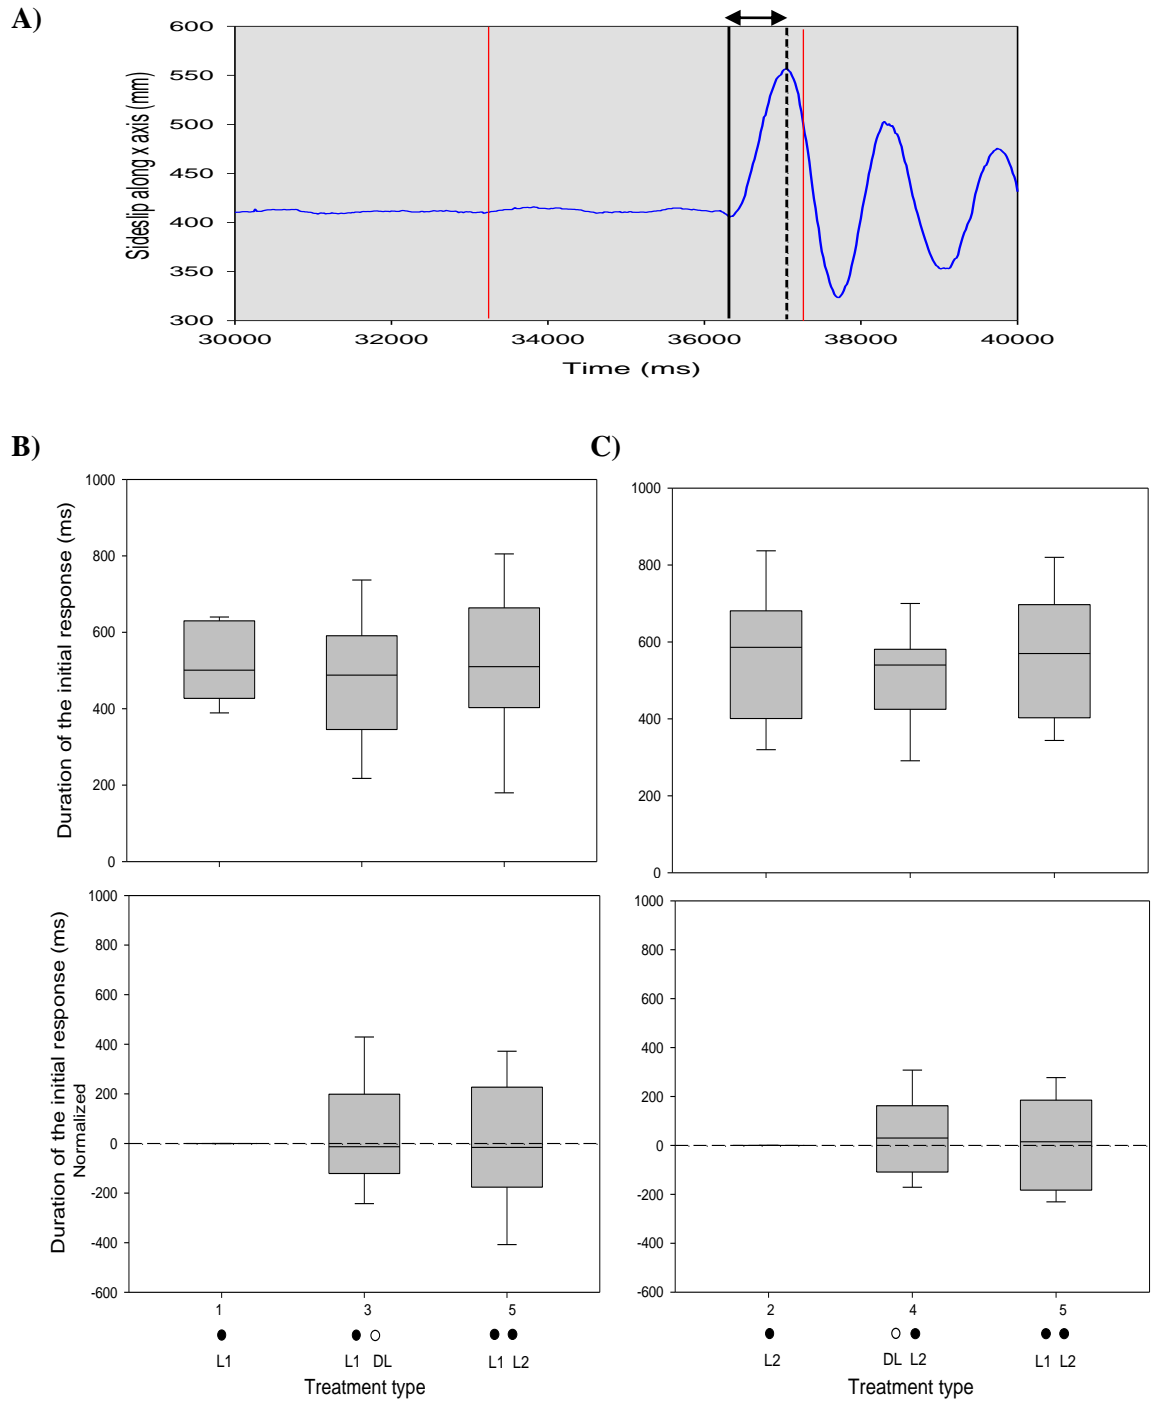 A)
600
550
500
450
400
350
300
Sideslip along x axis (mm)
30000 32000 34000 36000 38000 40000
Time (ms)
B)
1000
800
600
400
200
0
Duration of the initial response (ms)
1000
800
600
400
200
0
-200
-400
-600
Duration of the initial response (ms)
Normalized
1 3 5
L1 L1 DL L1 L2
Treatment type
C)
1000
800
600
400
200
0
1000
800
600
400
200
0
-200
-400
-600
2 4 5
L2 DL L2 L1 L2
Treatment type